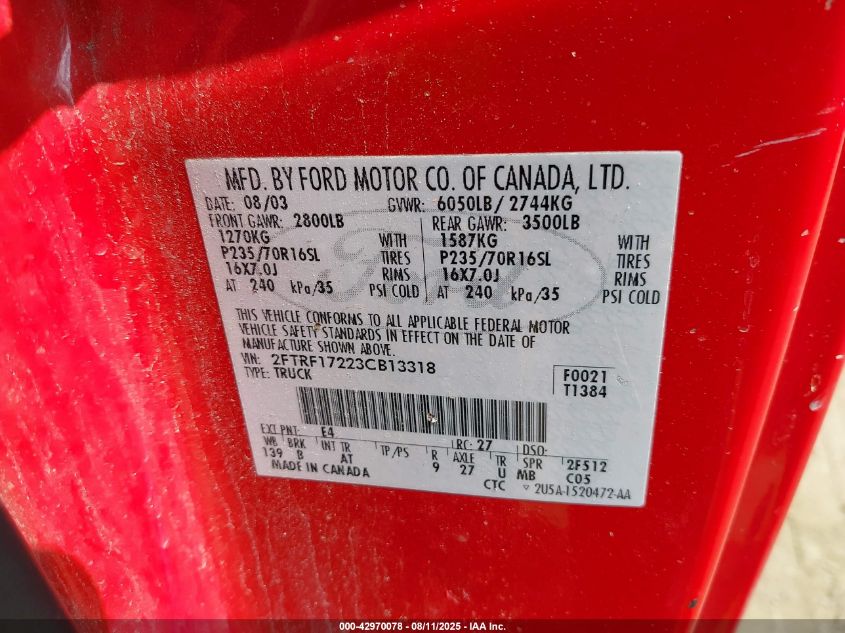 MFD. BY FORD MOTOR CO. OF CANADA, LTD.
DATE: 08/03 GVWR: 6050LB/ 2744KG
FRONT GAWR: 2800LB REAR GAWR: 3500LB
1270KG WITH 1587KG WITH
P235/70R16SL TIRES P235/70R16SL TIRES
16X7.0J RIMS 16X7.0J RIMS
AT 240 kPa/35 PSI COLD AT 240 kPa/35 PSI COLD
THIS VEHICLE CONFORMS TO ALL APPLICABLE FEDERAL MOTOR
VEHICLE SAFETY STANDARDS IN EFFECT ON THE DATE OF
MANUFACTURE SHOWN ABOVE.
VIN: 2FTRF17223CB13318 F0021
TYPE: TRUCK T1384
EXT PNT: E4 RC: 27 DSO:
WB BRK INT TR TP/PS R AXLE TR SPR 2F512
139 B AT 9 27 U MB C05
MADE IN CANADA CTC 2U5A-1520472-AA
000-42970078 - 08/11/2025 - IAA Inc.